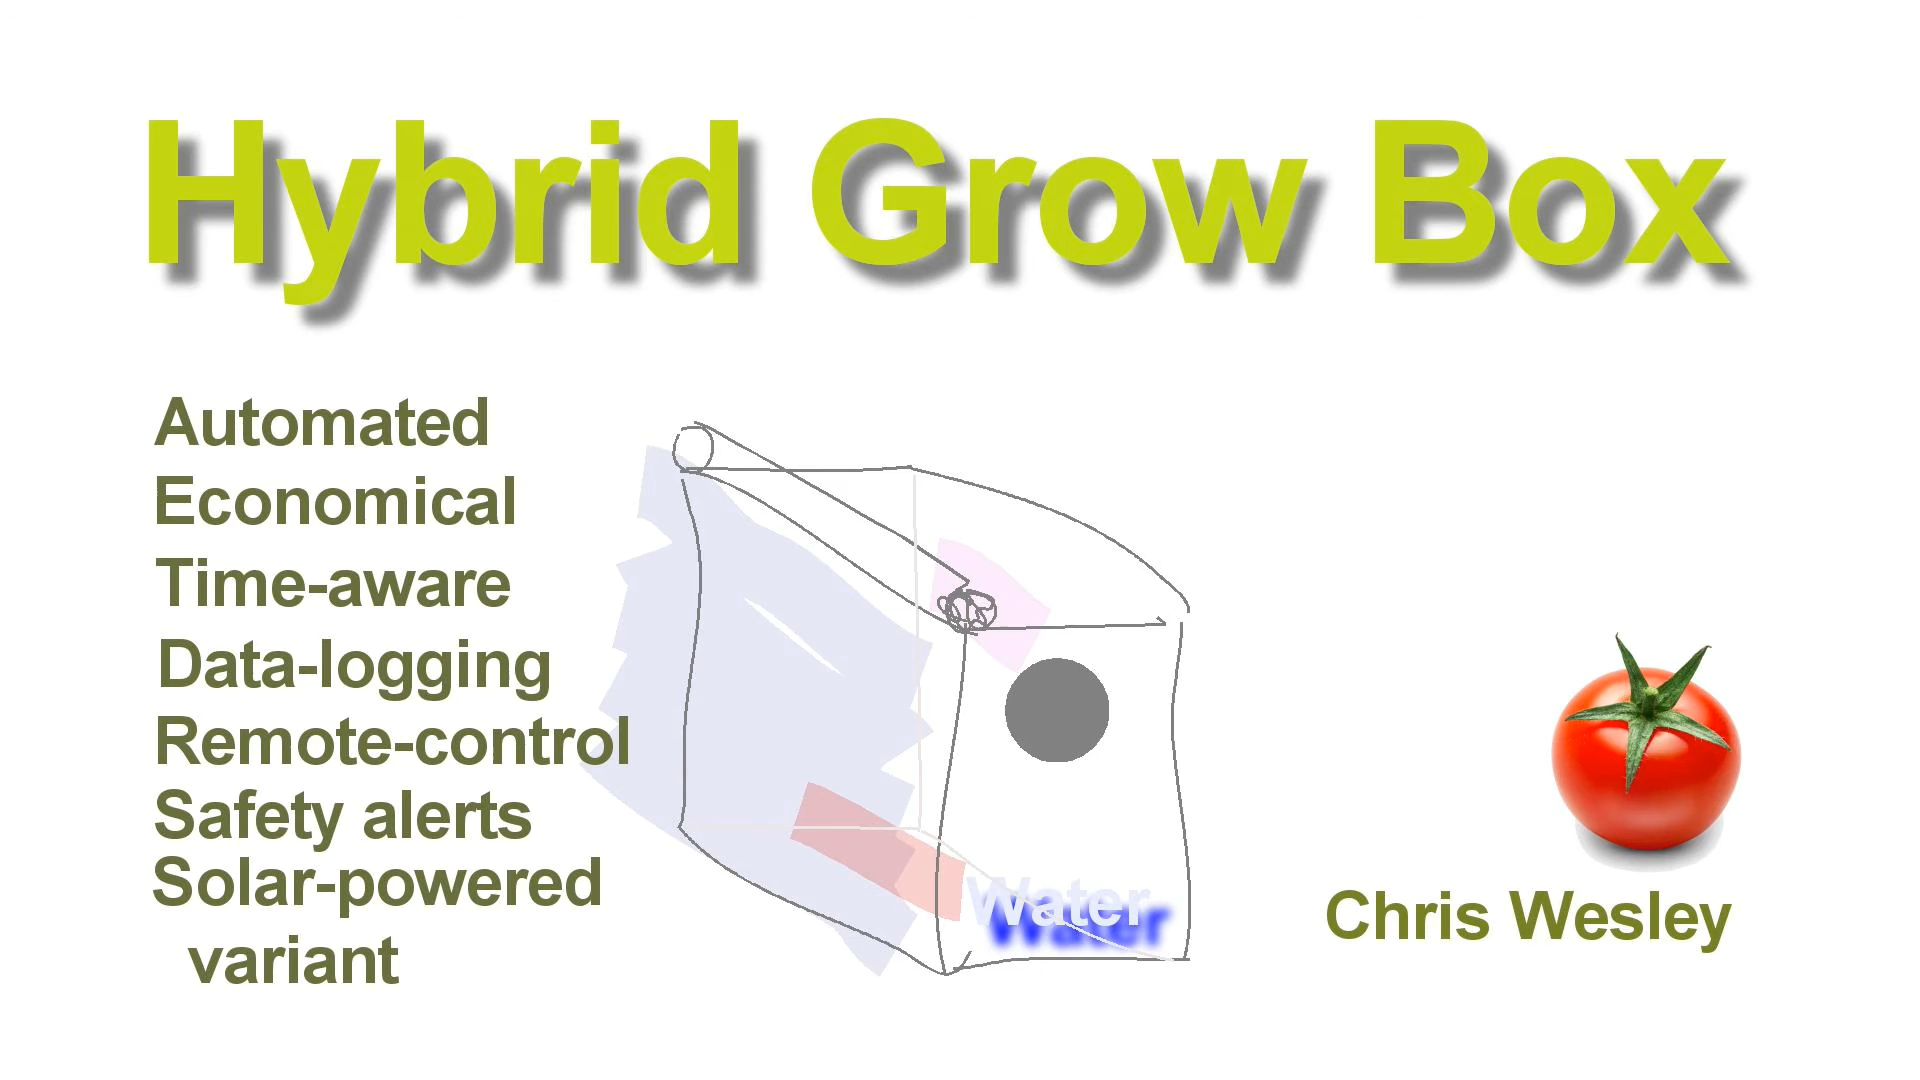 Hybrid Grow Box
Automated
Economical
Time-aware
Data-logging
Remote-control
Safety alerts
Solar-powered
variant
Water
Chris Wesley